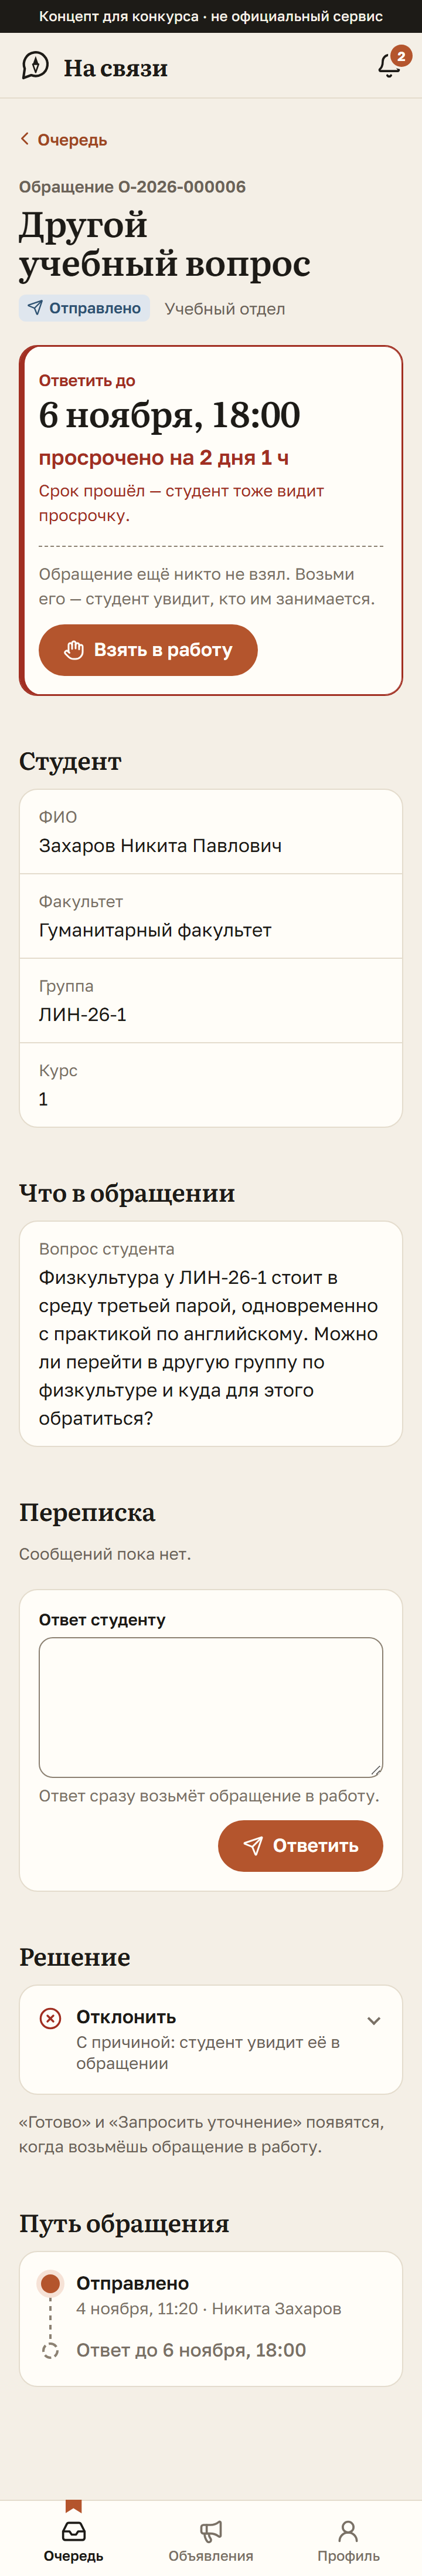 Концепт для конкурса · не официальный сервис
На связи
2
Очередь
Обращение О-2026-000006
Другой
учебный вопрос
Отправлено
Учебный отдел
Ответить до
6 ноября, 18:00
просрочено на 2 дня 1 ч
Срок прошёл — студент тоже видит
просрочку.
Обращение ещё никто не взял. Возьми
его — студент увидит, кто им занимается.
Взять в работу
Студент
ФИО
Захаров Никита Павлович
Факультет
Гуманитарный факультет
Группа
ЛИН-26-1
Курс
1
Что в обращении
Вопрос студента
Физкультура у ЛИН-26-1 стоит в
среду третьей парой, одновременно
с практикой по английскому. Можно
ли перейти в другую группу по
физкультуре и куда для этого
обратиться?
Переписка
Сообщений пока нет.
Ответ студенту
Ответ сразу возьмёт обращение в работу.
Ответить
Решение
Отклонить
С причиной: студент увидит её в
обращении
«Готово» и «Запросить уточнение» появятся,
когда возьмёшь обращение в работу.
Путь обращения
Отправлено
4 ноября, 11:20 · Никита Захаров
Ответ до 6 ноября, 18:00
Очередь
Объявления
Профиль